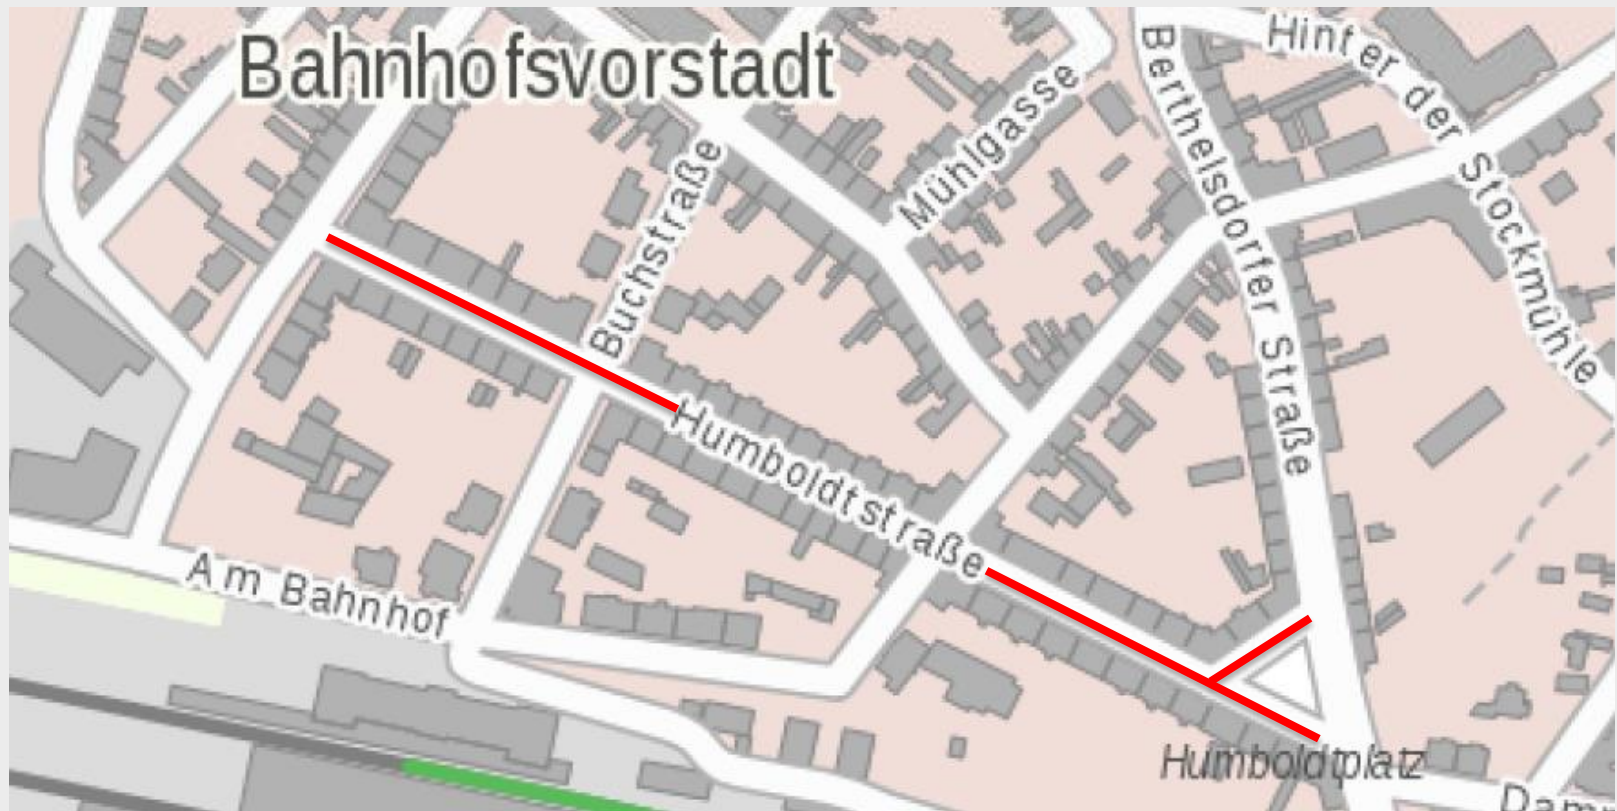 Bahnhofsvorstadt
Hinter der Stockmühle
Berthelsdorfer Straße
Mühlgasse
Buchstraße
Humboldtstraße
Am Bahnhof
Humboldtplatz